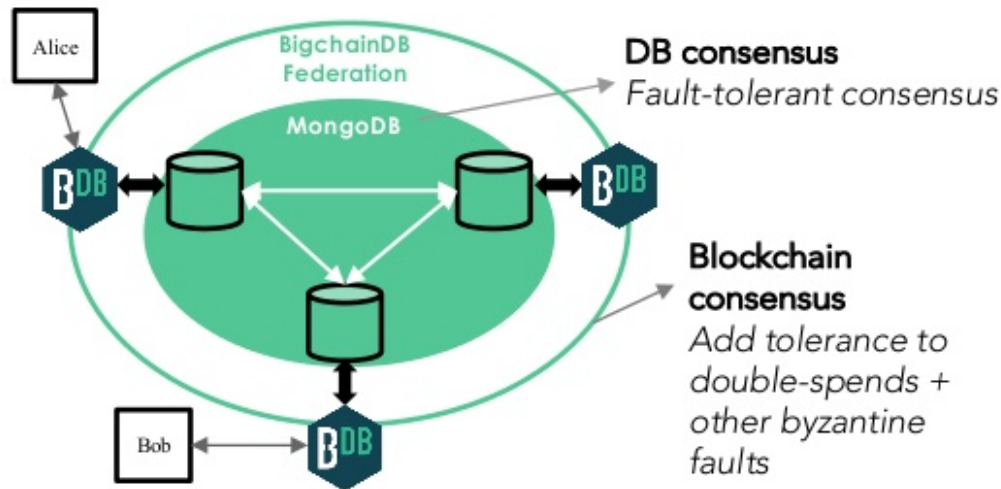 Alice
BigchainDB
Federation
MongoDB
DB consensus
Fault-tolerant consensus
BDB
BDB
Blockchain
consensus
Add tolerance to
double-spends +
other byzantine
faults
Bob
BDB